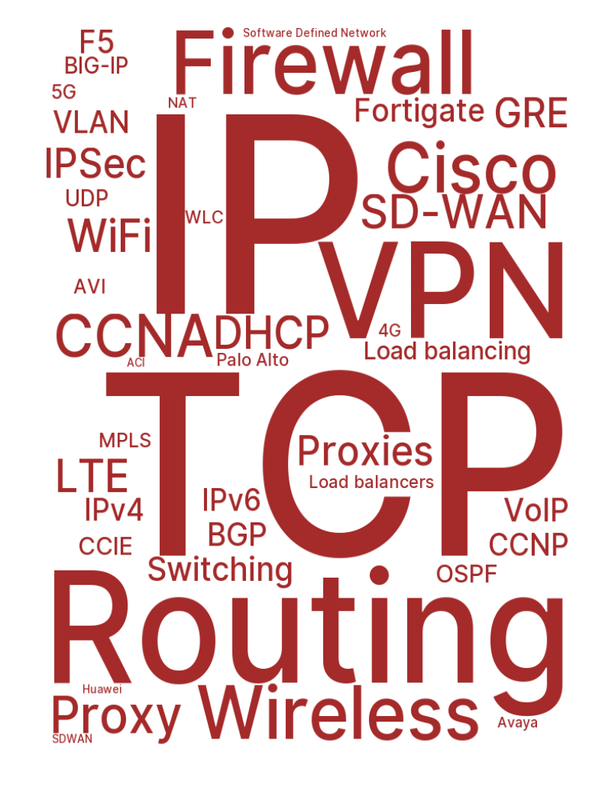 Software Defined Network
F5
Firewall
BIG-IP
5G
NAT
Fortigate
GRE
VLAN
IP
IPSec
Cisco
UDP
WLC
SD-WAN
WiFi
VPN
AVI
4G
CCNA
DHCP
Load balancing
ACI
Palo Alto
TCP
MPLS
Proxies
LTE
Load balancers
IPv4
IPv6
VoIP
BGP
CCIE
CCNP
Switching
OSPF
Routing
Huawei
Proxy
Wireless
Avaya
SDWAN